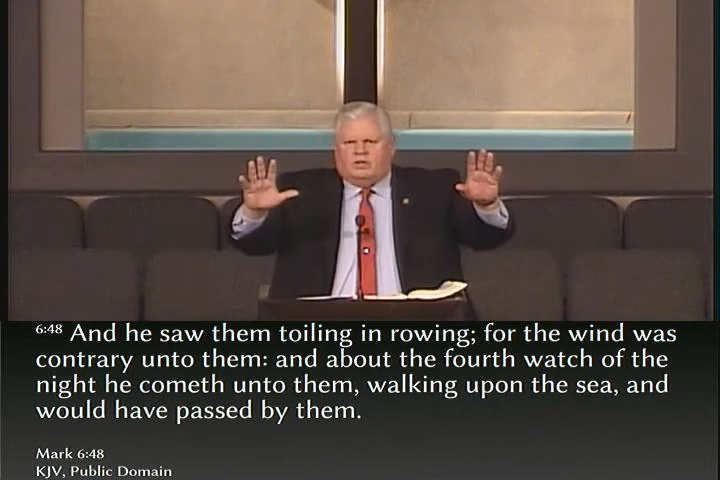 6:48 And he saw them toiling in rowing; for the wind was
contrary unto them: and about the fourth watch of the
night he cometh unto them, walking upon the sea, and
would have passed by them.
Mark 6:48
KJV, Public Domain